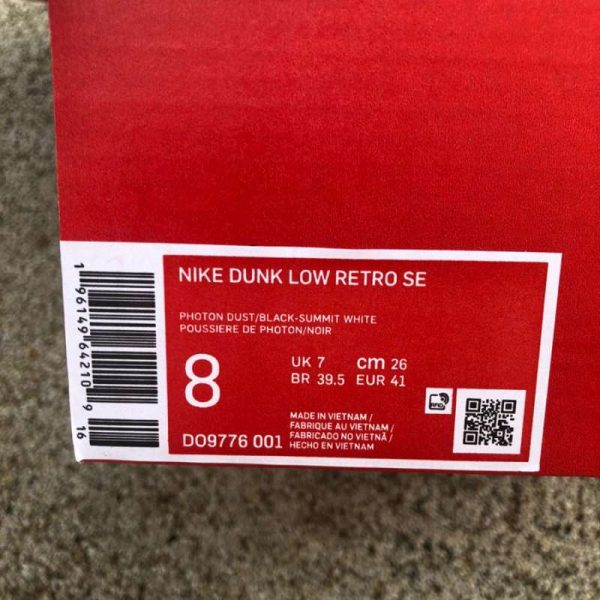 NIKE DUNK LOW RETRO SE
PHOTON DUST/BLACK-SUMMIT WHITE
POUSSIERE DE PHOTON/NOIR
8
UK 7 cm 26
BR 39.5 EUR 41
DO9776 001
MADE IN VIETNAM /
FABRIQUE AU VIETNAM /
FABRICADO NO VIETNÃ /
HECHO EN VIETNAM
1 96149 64210 9
16